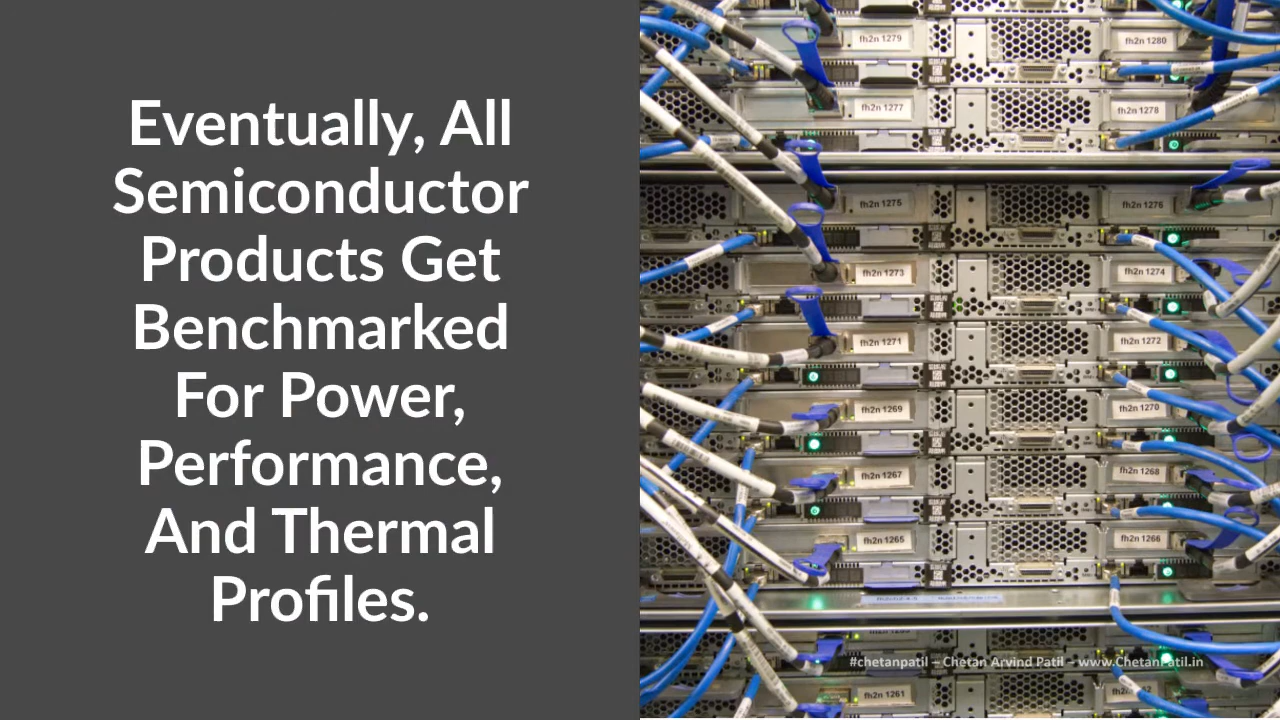 Eventually, All
Semiconductor
Products Get
Benchmarked
For Power,
Performance,
And Thermal
Profiles.
fh2n 1279
fh2n 1280
fh2n 1277
fh2n 1278
fh2n 1275
fh2n 1276
fh2n 1273
fh2n 1274
fh2n 1271
fh2n 1272
fh2n 1269
fh2n 1270
fh2n 1267
fh2n 1268
fh2n 1265
fh2n 1266
#chetanpatil – Chetan Arvind Patil – www.ChetanPatil.in
fh2n 1261